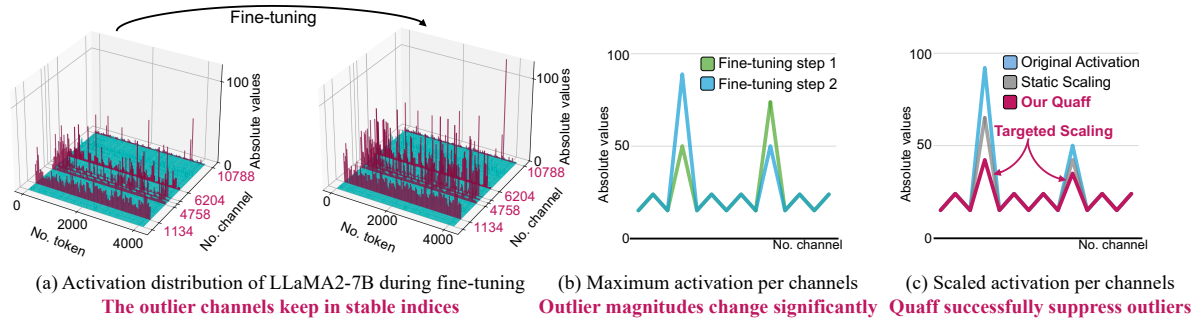 Fine-tuning
100
0
Absolute values
10788
6204
4758
1134
No. channel
0
2000
4000
No. token
100
0
Absolute values
10788
6204
4758
1134
No. channel
0
2000
4000
No. token
(a) Activation distribution of LLaMA2-7B during fine-tuning
The outlier channels keep in stable indices
100
50
0
Absolute values
Fine-tuning step 1
Fine-tuning step 2
No. channel
(b) Maximum activation per channels
Outlier magnitudes change significantly
100
50
0
Absolute values
Original Activation
Static Scaling
Our Quaff
Targeted Scaling
No. channel
(c) Scaled activation per channels
Quaff successfully suppress outliers